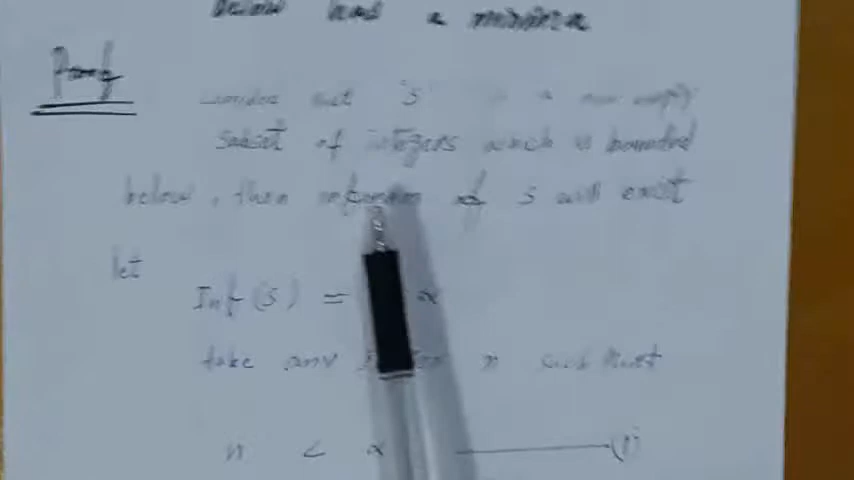 below has a minima
Proof
Consider set 'S' is a non empty
subset of integers which is bounded
below, then infimum of S will exist
let
Inf(S) = α
take any n such that
n < α (1)